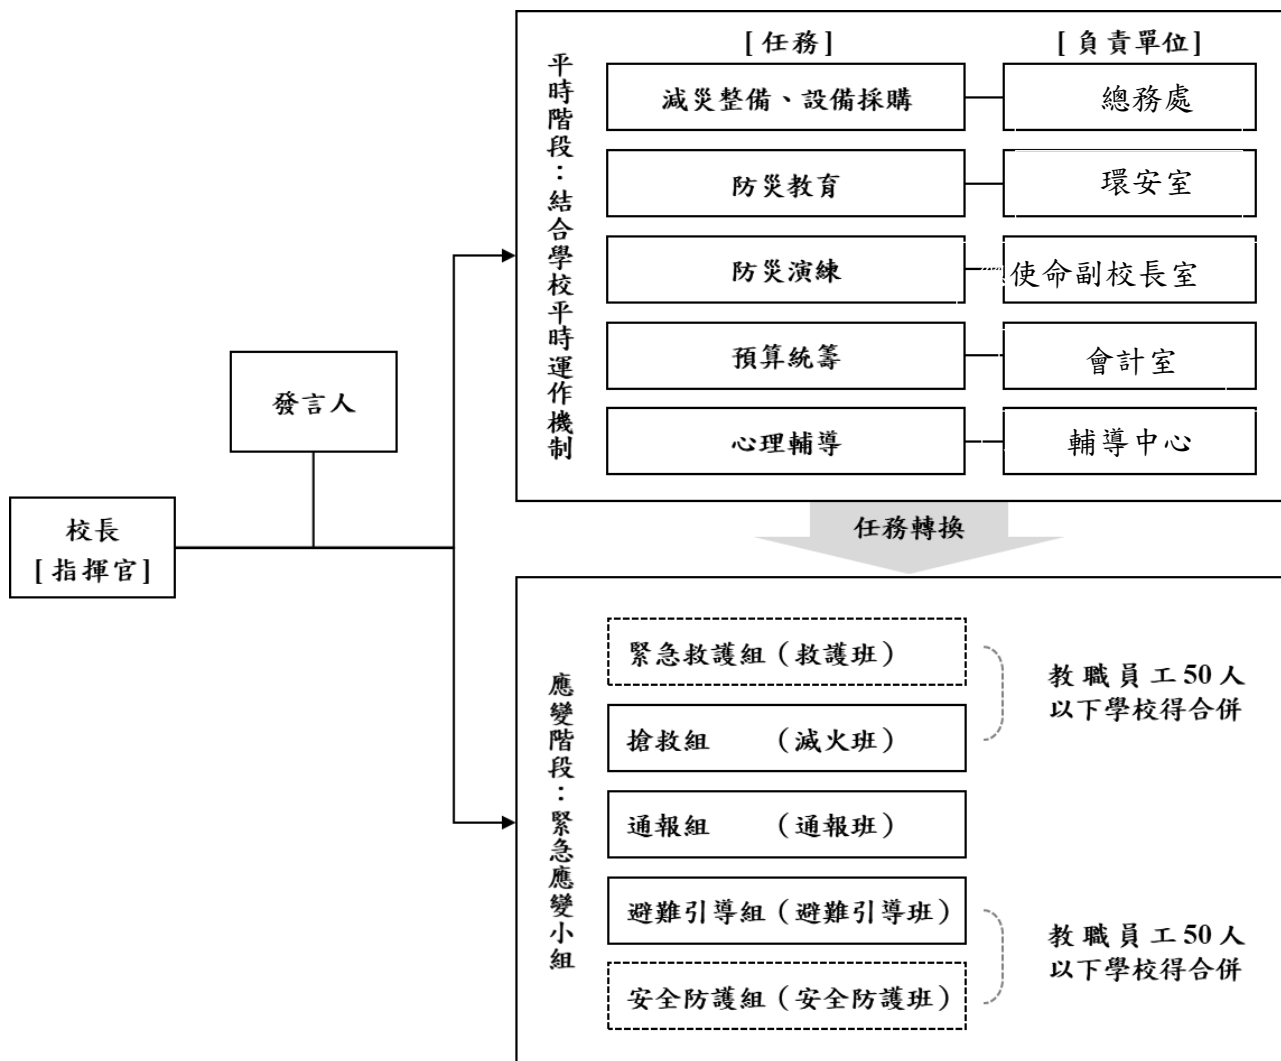 [任務]
[負責單位]
平時階段：結合學校平時運作機制
減災整備、設備採購
總務處
防災教育
環安室
防災演練
使命副校長室
預算統籌
會計室
心理輔導
輔導中心
發言人
校長
[指揮官]
任務轉換
應變階段：緊急應變小組
緊急救護組（救護班）
搶救組　　（滅火班）
教職員工50人
以下學校得合併
通報組　　（通報班）
避難引導組（避難引導班）
安全防護組（安全防護班）
教職員工50人
以下學校得合併